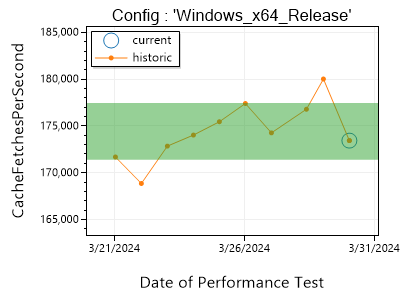 Config : 'Windows_x64_Release'
current
historic
185,000
180,000
175,000
170,000
165,000
CacheFetchesPerSecond
3/21/2024
3/26/2024
3/31/2024
Date of Performance Test